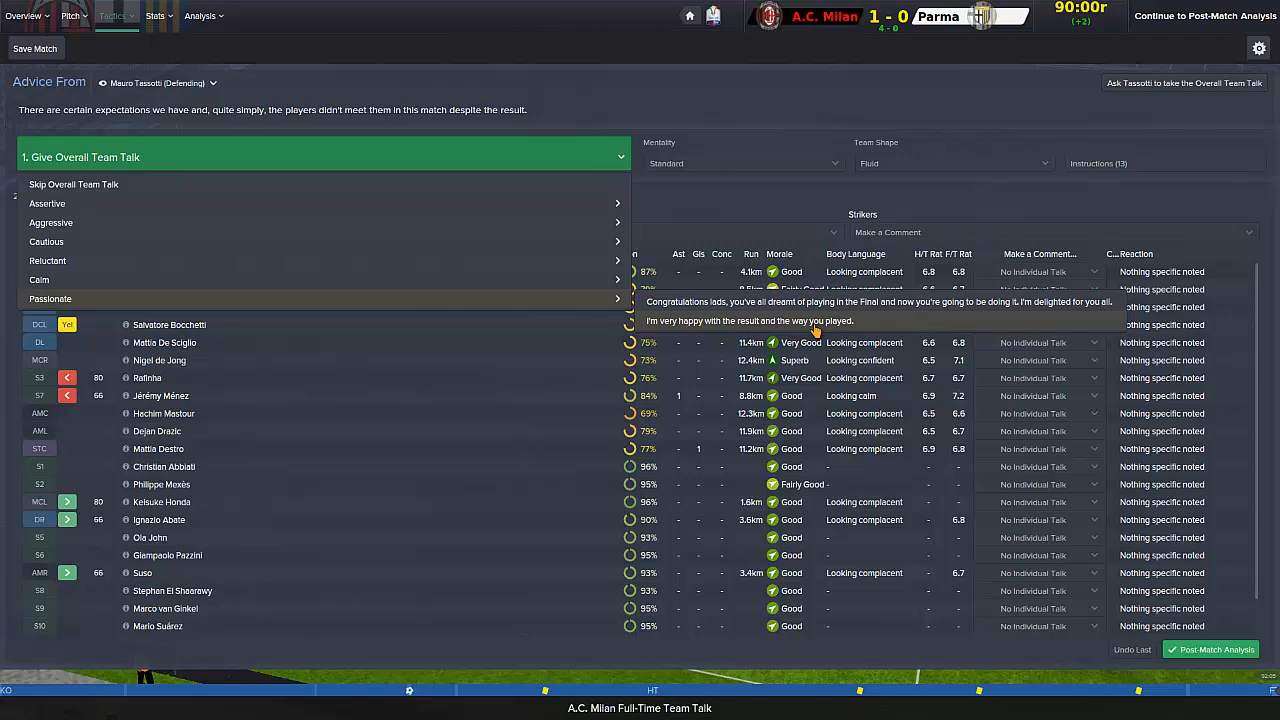 Overview Pitch Tactics Stats Analysis A.C. Milan 1 - 0 Parma 90:00r Continue to Post-Match Analysis
4 - 0 (+2)
Save Match
Advice From Mauro Tassotti (Defending) Ask Tassotti to take the Overall Team Talk
There are certain expectations we have and, quite simply, the players didn't meet them in this match despite the result.
Mentality Team Shape
1. Give Overall Team Talk Standard Fluid Instructions (13)
Skip Overall Team Talk
Assertive
Aggressive
Cautious
Reluctant
Calm
Passionate
Strikers
Make a Comment
Ast Gls Conc Run Morale Body Language H/T Rat F/T Rat Make a Comment... C... Reaction
87% - - - 4.1km Good Looking complacent 6.8 6.8 No Individual Talk Nothing specific noted
No Individual Talk Nothing specific noted
Congratulations lads, you've all dreamt of playing in the Final and now you're going to be doing it. I'm delighted for you all.
I'm very happy with the result and the way you played.
DCL Yel Salvatore Bocchetti Nothing specific noted
DL Mattia De Sciglio 75% - - - 11.4km Very Good Looking complacent 6.6 6.8 No Individual Talk Nothing specific noted
MCR Nigel de Jong 73% - - - 12.4km Superb Looking confident 6.5 7.1 No Individual Talk Nothing specific noted
S3 80 Rafinha 76% - - - 11.7km Very Good Looking complacent 6.7 6.7 No Individual Talk Nothing specific noted
S7 66 Jérémy Ménez 84% 1 - - 8.8km Good Looking calm 6.9 7.2 No Individual Talk Nothing specific noted
AMC Hachim Mastour 69% - - - 12.3km Good Looking complacent 6.5 6.6 No Individual Talk Nothing specific noted
AML Dejan Drazic 79% - - - 11.9km Good Looking complacent 6.5 6.7 No Individual Talk Nothing specific noted
STC Mattia Destro 77% - 1 - 11.2km Good Looking complacent 6.9 6.8 No Individual Talk Nothing specific noted
S1 Christian Abbiati 96% - - - Good - - - No Individual Talk Nothing specific noted
S2 Philippe Mexès 95% - - - Fairly Good - - - No Individual Talk Nothing specific noted
MCL 80 Keisuke Honda 96% - - - 1.6km Good Looking complacent - - No Individual Talk Nothing specific noted
DR 66 Ignazio Abate 90% - - - 3.6km Good Looking complacent - 6.8 No Individual Talk Nothing specific noted
S5 Ola John 93% - - - Good - - - No Individual Talk Nothing specific noted
S6 Giampaolo Pazzini 95% - - - Good - - - No Individual Talk Nothing specific noted
AMR 66 Suso 93% - - - 3.4km Good Looking complacent - 6.7 No Individual Talk Nothing specific noted
S8 Stephan El Shaarawy 93% - - - Good - - - No Individual Talk Nothing specific noted
S9 Marco van Ginkel 95% - - - Good - - - No Individual Talk Nothing specific noted
S10 Mario Suárez 95% - - - Good - - - No Individual Talk Nothing specific noted
Undo Last Post-Match Analysis
KO HT
A.C. Milan Full-Time Team Talk